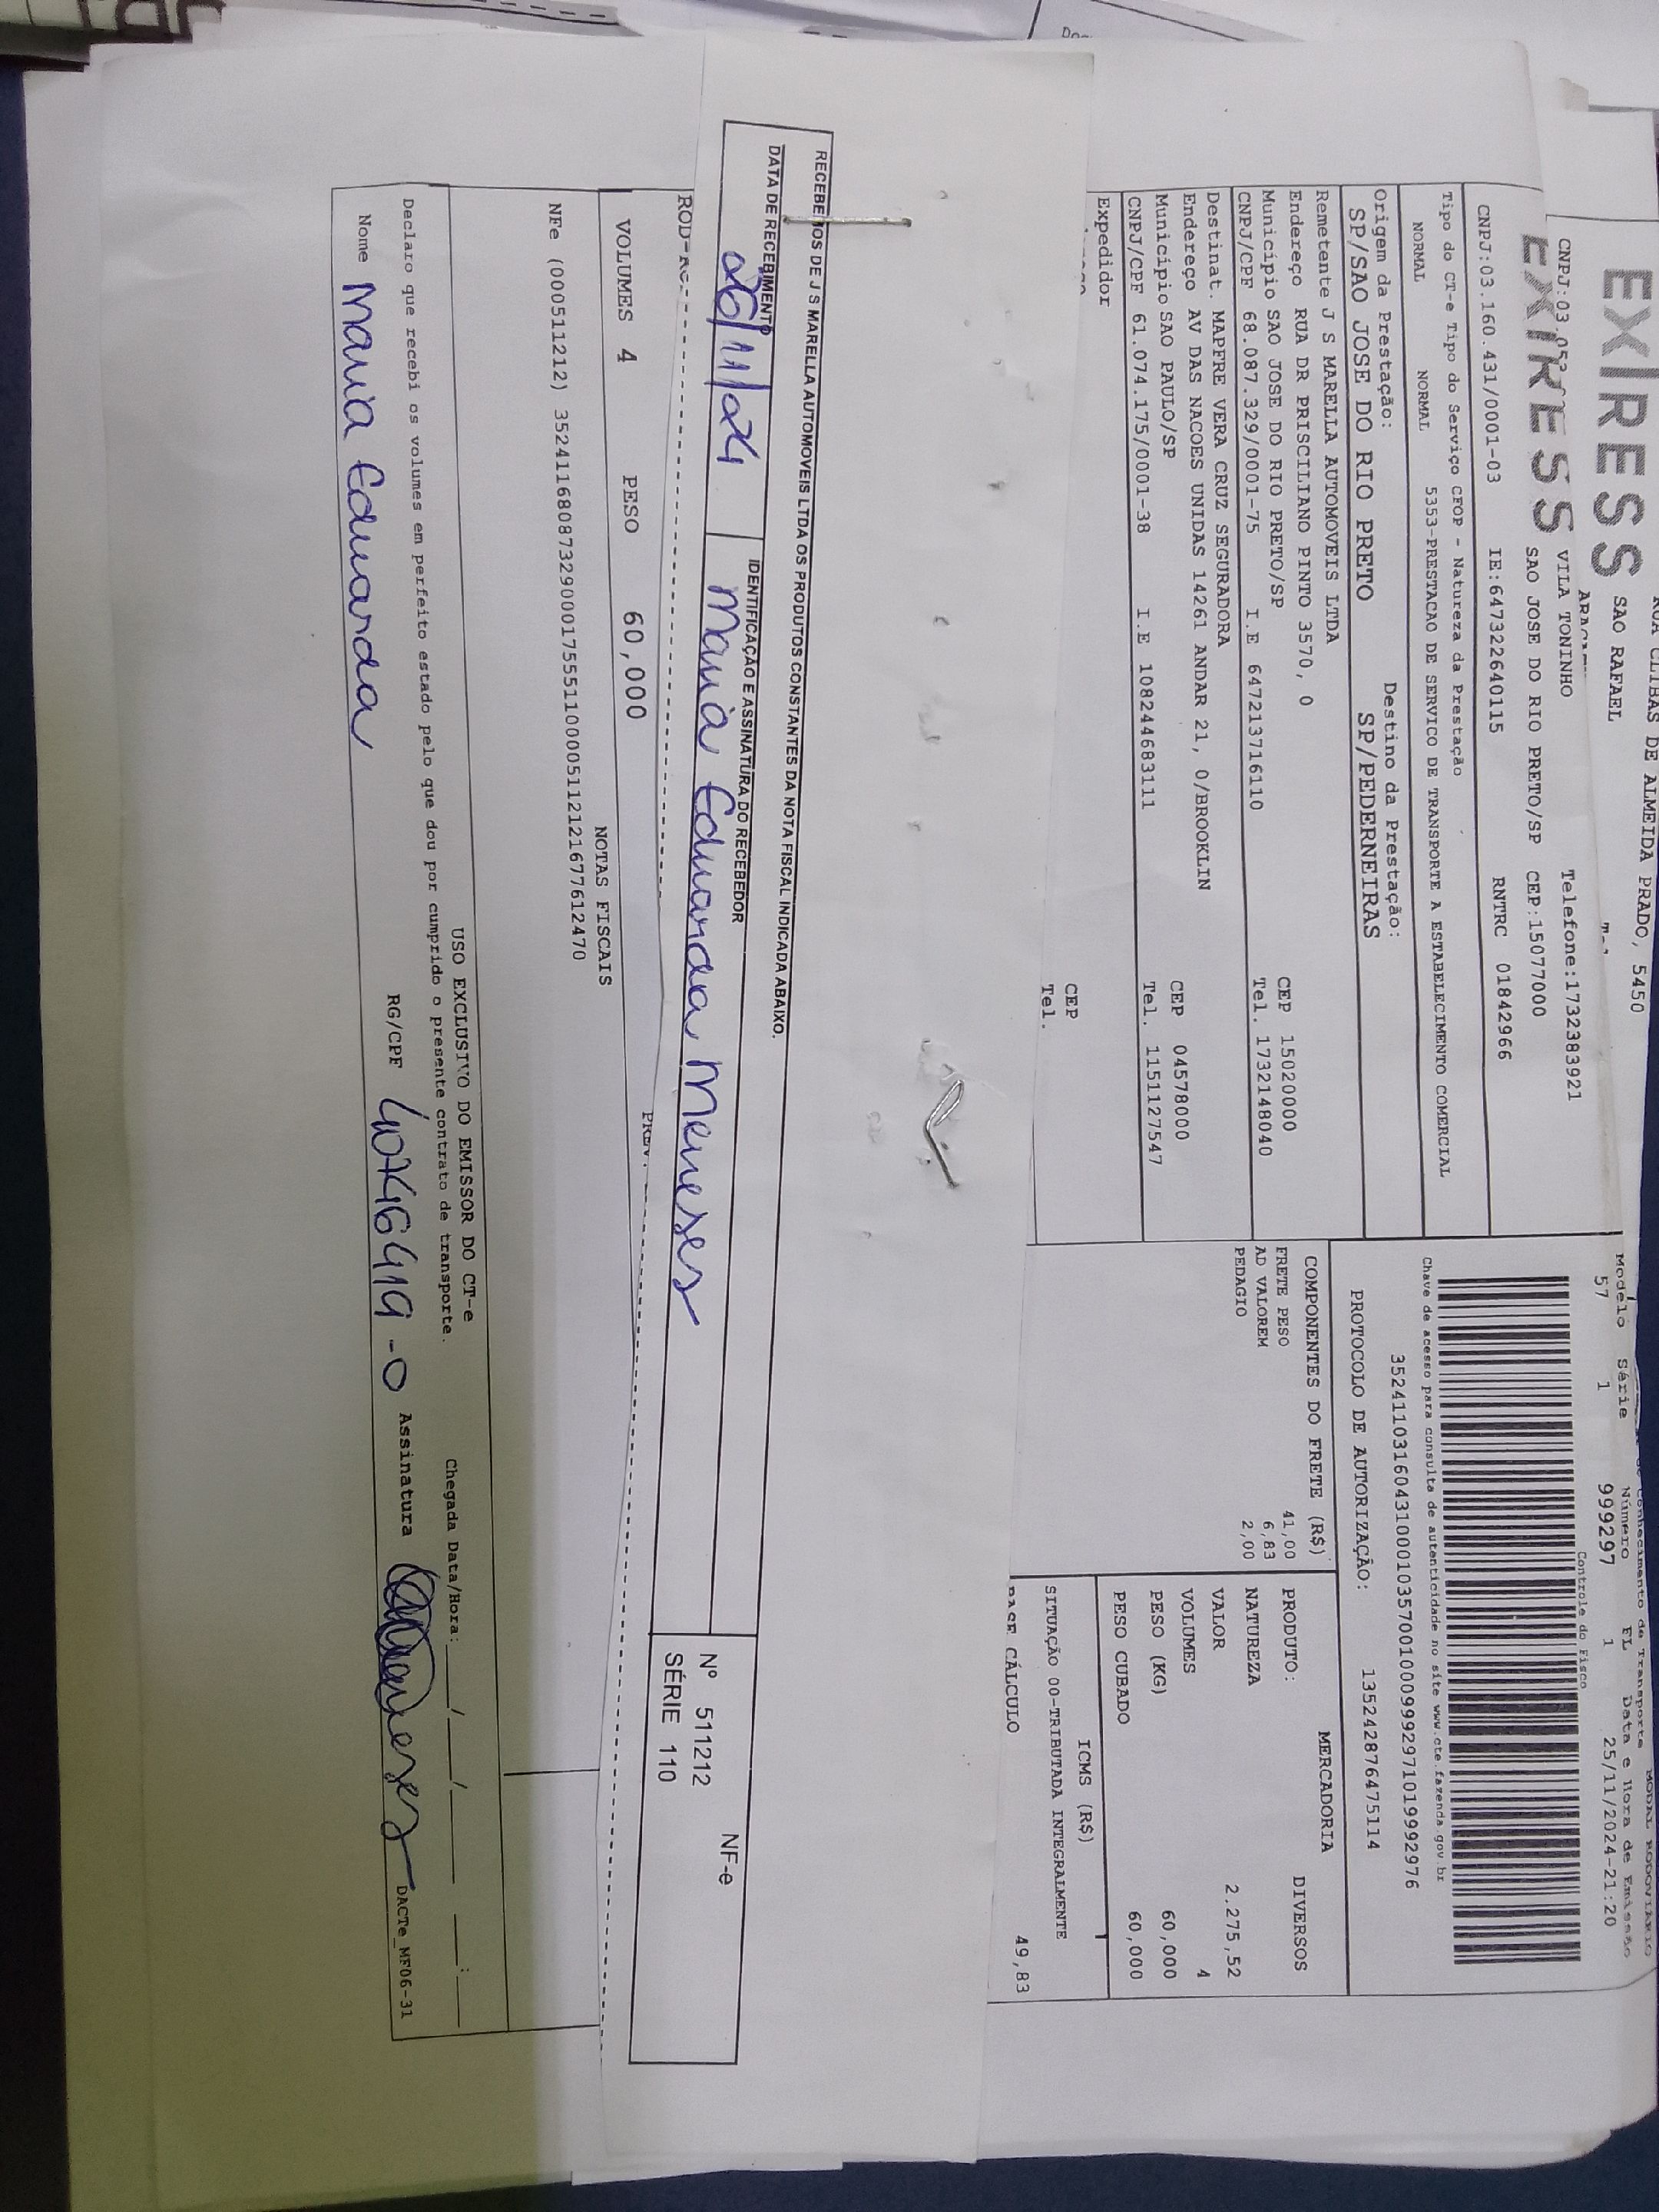 RUA CLIBAS DE ALMEIDA PRADO, 5450
EXPRESS SAO RAFAEL
EXPRESS VILA TONINHO Telefone:1732383921
CNPJ:03
SAO JOSE DO RIO PRETO/SP CEP:15077000
CNPJ:03.160.431/0001-03 IE:647322640115 RNTRC 01842966
Conhecimento de Transporte MODAL RODOVIÁRIO
Modelo Série Número FL Data e Hora de Emissão
57 1 999297 1 25/11/2024-21:20
Controle do Fisco
Chave de acesso para consulta de autenticidade no site www.cte.fazenda.gov.br
35241103160431000103570010009992971019992976
PROTOCOLO DE AUTORIZAÇÃO: 135242876475114
Tipo do CT-e Tipo do Serviço CFOP - Natureza da Prestação
NORMAL NORMAL 5353-PRESTACAO DE SERVICO DE TRANSPORTE A ESTABELECIMENTO COMERCIAL
Origem da Prestação: Destino da Prestação:
SP/SAO JOSE DO RIO PRETO SP/PEDERNEIRAS
Remetente J S MARELLA AUTOMOVEIS LTDA
Endereço RUA DR PRISCILIANO PINTO 3570, 0
Município SAO JOSE DO RIO PRETO/SP CEP 15020000
CNPJ/CPF 68.087.329/0001-75 I.E 647213716110 Tel. 1732148040
Destinat. MAPFRE VERA CRUZ SEGURADORA
Endereço AV DAS NACOES UNIDAS 14261 ANDAR 21, 0/BROOKLIN
Município SAO PAULO/SP CEP 04578000
CNPJ/CPF 61.074.175/0001-38 I.E 108244683111 Tel. 1151127547
Expedidor
CEP
Tel.
COMPONENTES DO FRETE (R$)
FRETE PESO 41,00
AD VALOREM 6,83
PEDAGIO 2,00
MERCADORIA
PRODUTO: DIVERSOS
NATUREZA
VALOR 2.275,52
VOLUMES 4
PESO (KG) 60,000
PESO CUBADO 60,000
ICMS (R$)
SITUAÇÃO 00-TRIBUTADA INTEGRALMENTE
BASE CÁLCULO 49,83
RECEBEMOS DE J S MARELLA AUTOMOVEIS LTDA OS PRODUTOS CONSTANTES DA NOTA FISCAL INDICADA ABAIXO.
DATA DE RECEBIMENTO IDENTIFICAÇÃO E ASSINATURA DO RECEBEDOR
26/11/24 Maria Eduarda Meneses
NF-e
Nº 511212
SÉRIE 110
VOLUMES 4 PESO 60,000
NOTAS FISCAIS
NFe (000511212) 35241168087329000175551100005112121677612470
USO EXCLUSIVO DO EMISSOR DO CT-e
Declaro que recebi os volumes em perfeito estado pelo que dou por cumprido o presente contrato de transporte. Chegada Data/Hora: ___/___/___ ___:___
Nome Maria Eduarda RG/CPF Assinatura
DACTe_MF06-31